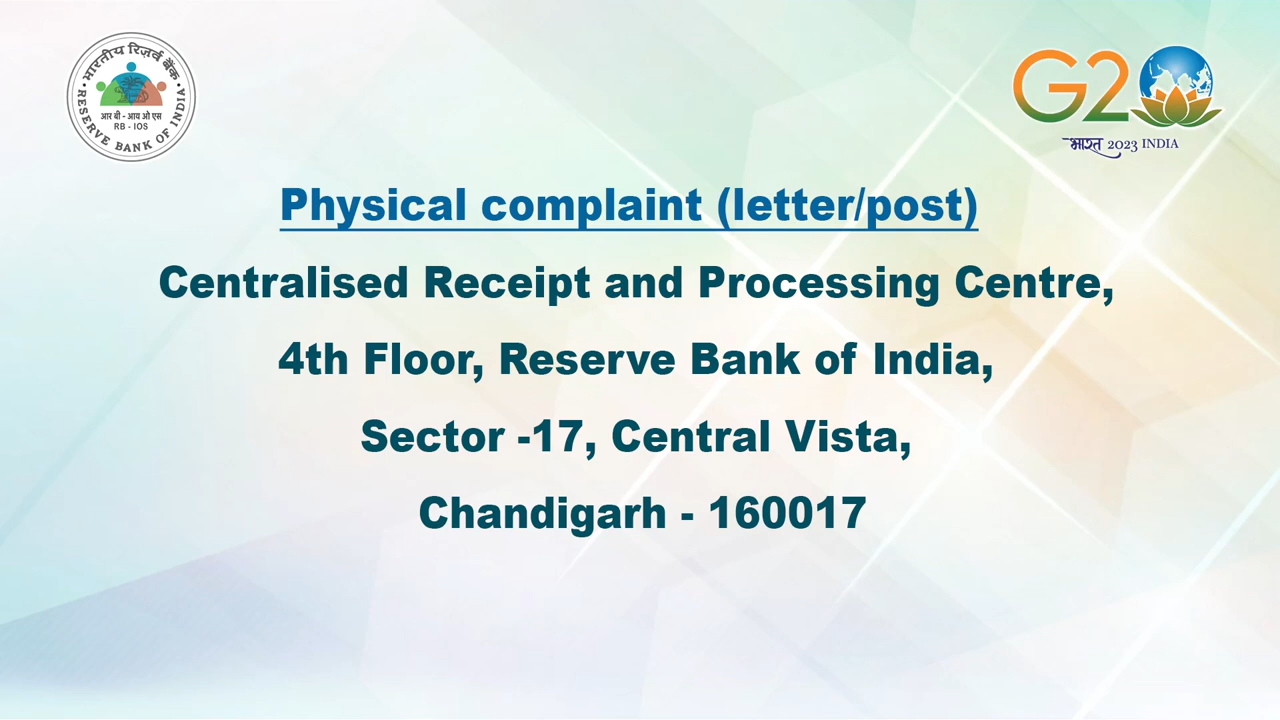 भारतीय रिज़र्व बैंक
आर बी - आय ओ एस
RB - IOS
RESERVE BANK OF INDIA
G20
भारत 2023 INDIA
Physical complaint (letter/post)
Centralised Receipt and Processing Centre,
4th Floor, Reserve Bank of India,
Sector -17, Central Vista,
Chandigarh - 160017